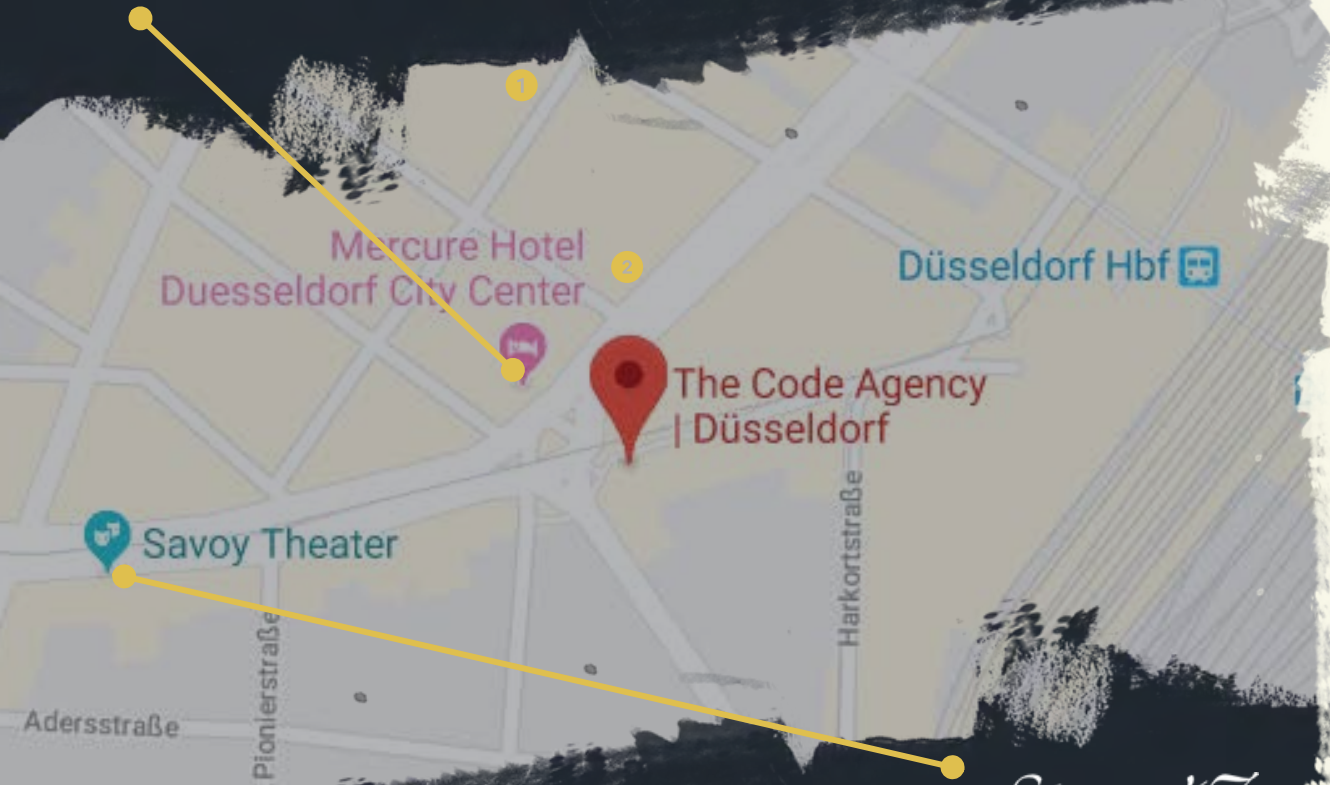 1
Mercure Hotel
Duesseldorf City Center
2
Düsseldorf Hbf
The Code Agency
| Düsseldorf
Savoy Theater
Harkortstraße
Pionierstraße
Adersstraße